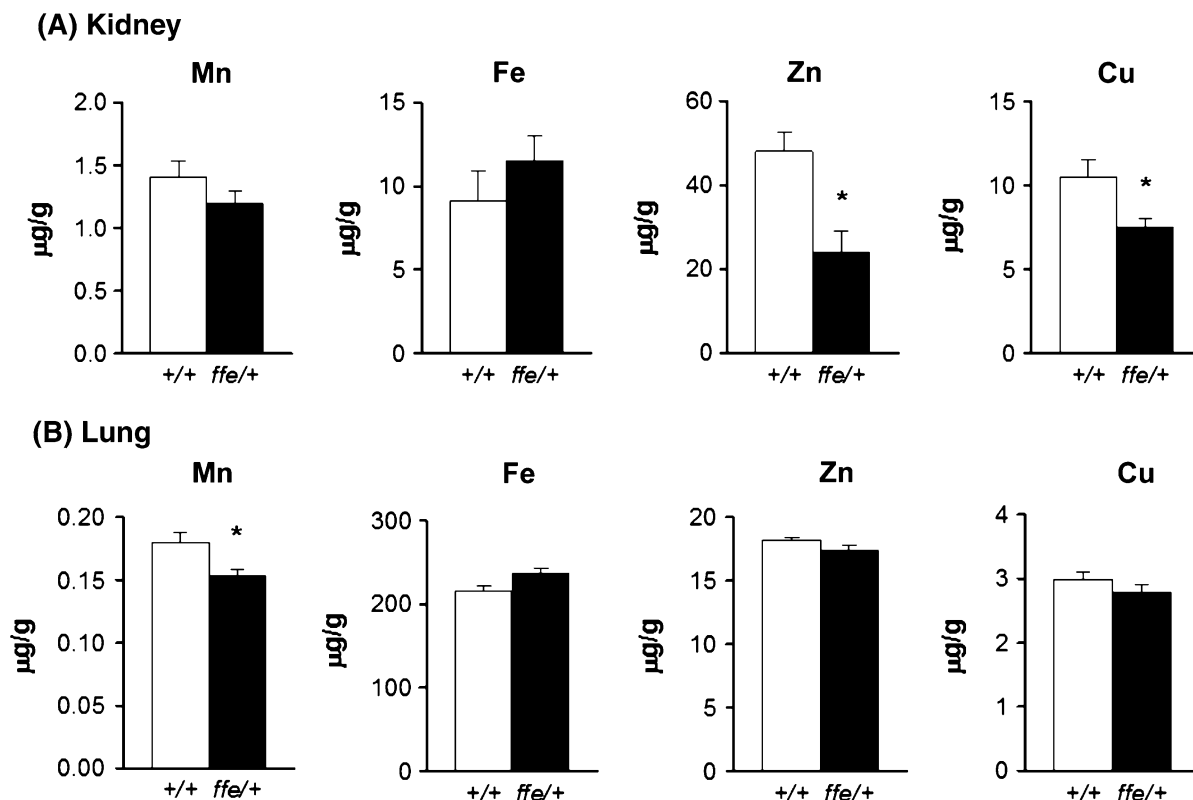 (A) Kidney
Mn Fe Zn Cu
2.0 15 60 15
1.5 10 40 10
1.0 5 20 5
0.5 0 0 0
0.0
µg/g µg/g µg/g µg/g
* *
+/+ ffe/+ +/+ ffe/+ +/+ ffe/+ +/+ ffe/+
(B) Lung
Mn Fe Zn Cu
0.20 300 20 4
0.15 200 15 3
0.10 100 10 2
0.05 0 5 1
0.00 0 0
µg/g µg/g µg/g µg/g
*
+/+ ffe/+ +/+ ffe/+ +/+ ffe/+ +/+ ffe/+